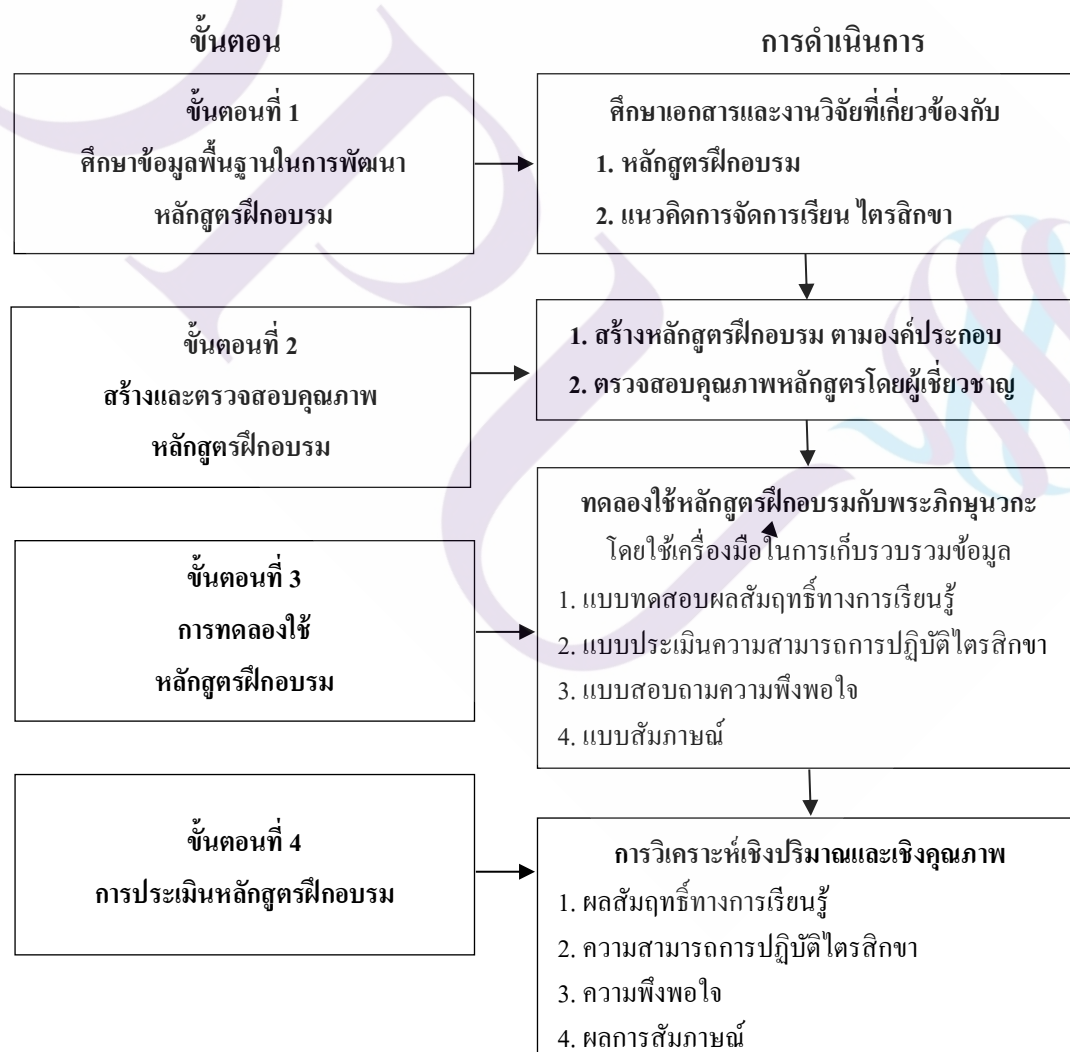 ขั้นตอน
การดำเนินการ
ขั้นตอนที่ 1
ศึกษาข้อมูลพื้นฐานในการพัฒนา
หลักสูตรฝึกอบรม
ศึกษาเอกสารและงานวิจัยที่เกี่ยวข้องกับ
1. หลักสูตรฝึกอบรม
2. แนวคิดการจัดการเรียน ไตรสิกขา
ขั้นตอนที่ 2
สร้างและตรวจสอบคุณภาพ
หลักสูตรฝึกอบรม
1. สร้างหลักสูตรฝึกอบรม ตามองค์ประกอบ
2. ตรวจสอบคุณภาพหลักสูตรโดยผู้เชี่ยวชาญ
ขั้นตอนที่ 3
การทดลองใช้
หลักสูตรฝึกอบรม
ทดลองใช้หลักสูตรฝึกอบรมกับพระภิกษุนวกะ
โดยใช้เครื่องมือในการเก็บรวบรวมข้อมูล
1. แบบทดสอบผลสัมฤทธิ์ทางการเรียนรู้
2. แบบประเมินความสามารถการปฏิบัติไตรสิกขา
3. แบบสอบถามความพึงพอใจ
4. แบบสัมภาษณ์
ขั้นตอนที่ 4
การประเมินหลักสูตรฝึกอบรม
การวิเคราะห์เชิงปริมาณและเชิงคุณภาพ
1. ผลสัมฤทธิ์ทางการเรียนรู้
2. ความสามารถการปฏิบัติไตรสิกขา
3. ความพึงพอใจ
4. ผลการสัมภาษณ์